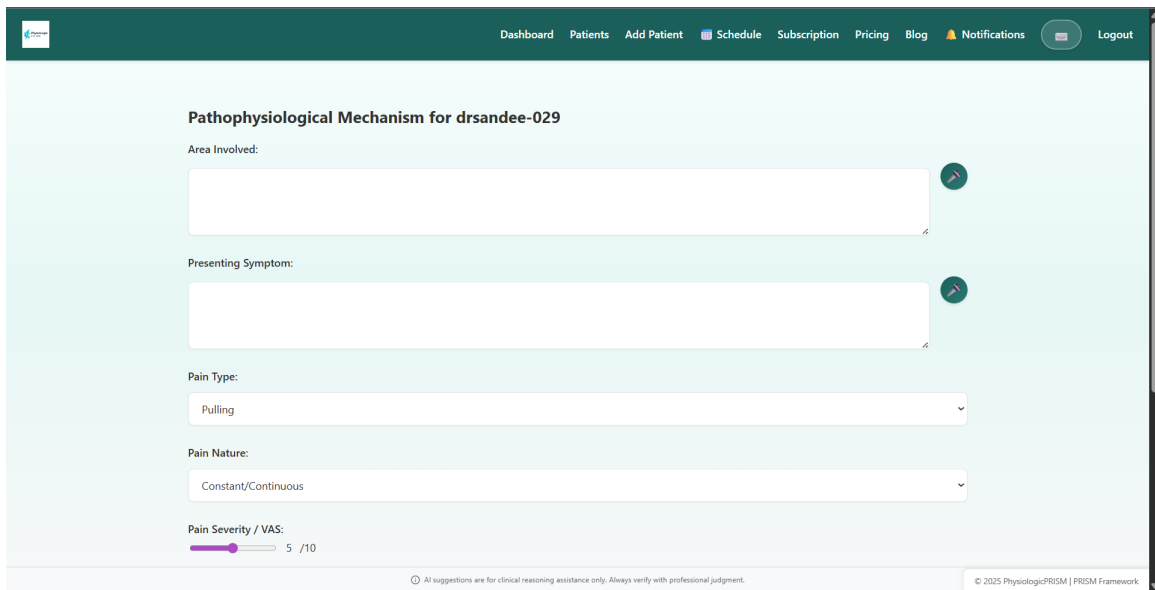 Dashboard Patients Add Patient Schedule Subscription Pricing Blog Notifications Logout
Pathophysiological Mechanism for drsandee-029
Area Involved:
Presenting Symptom:
Pain Type:
Pulling
Pain Nature:
Constant/Continuous
Pain Severity / VAS:
5 /10
AI suggestions are for clinical reasoning assistance only. Always verify with professional judgment.
© 2025 PhysiologicPRISM | PRISM Framework